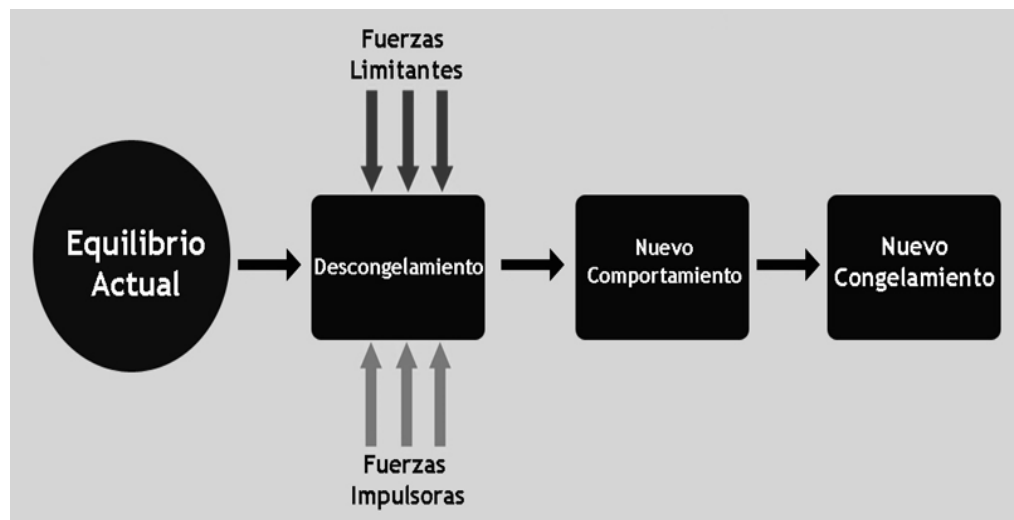 Fuerzas
Limitantes
Equilibrio
Actual
Descongelamiento
Nuevo
Comportamiento
Nuevo
Congelamiento
Fuerzas
Impulsoras